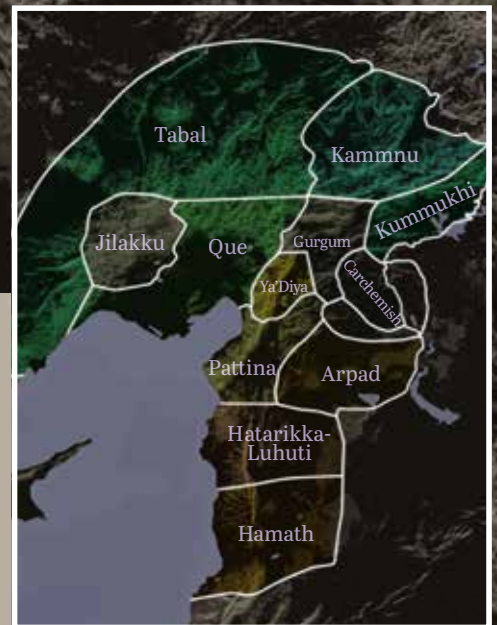 Tabal
Kammnu
Kummukhi
Jilakku
Que
Gurgum
Carchemish
Ya'Diya
Pattina
Arpad
Hatarikka-
Luhuti
Hamath